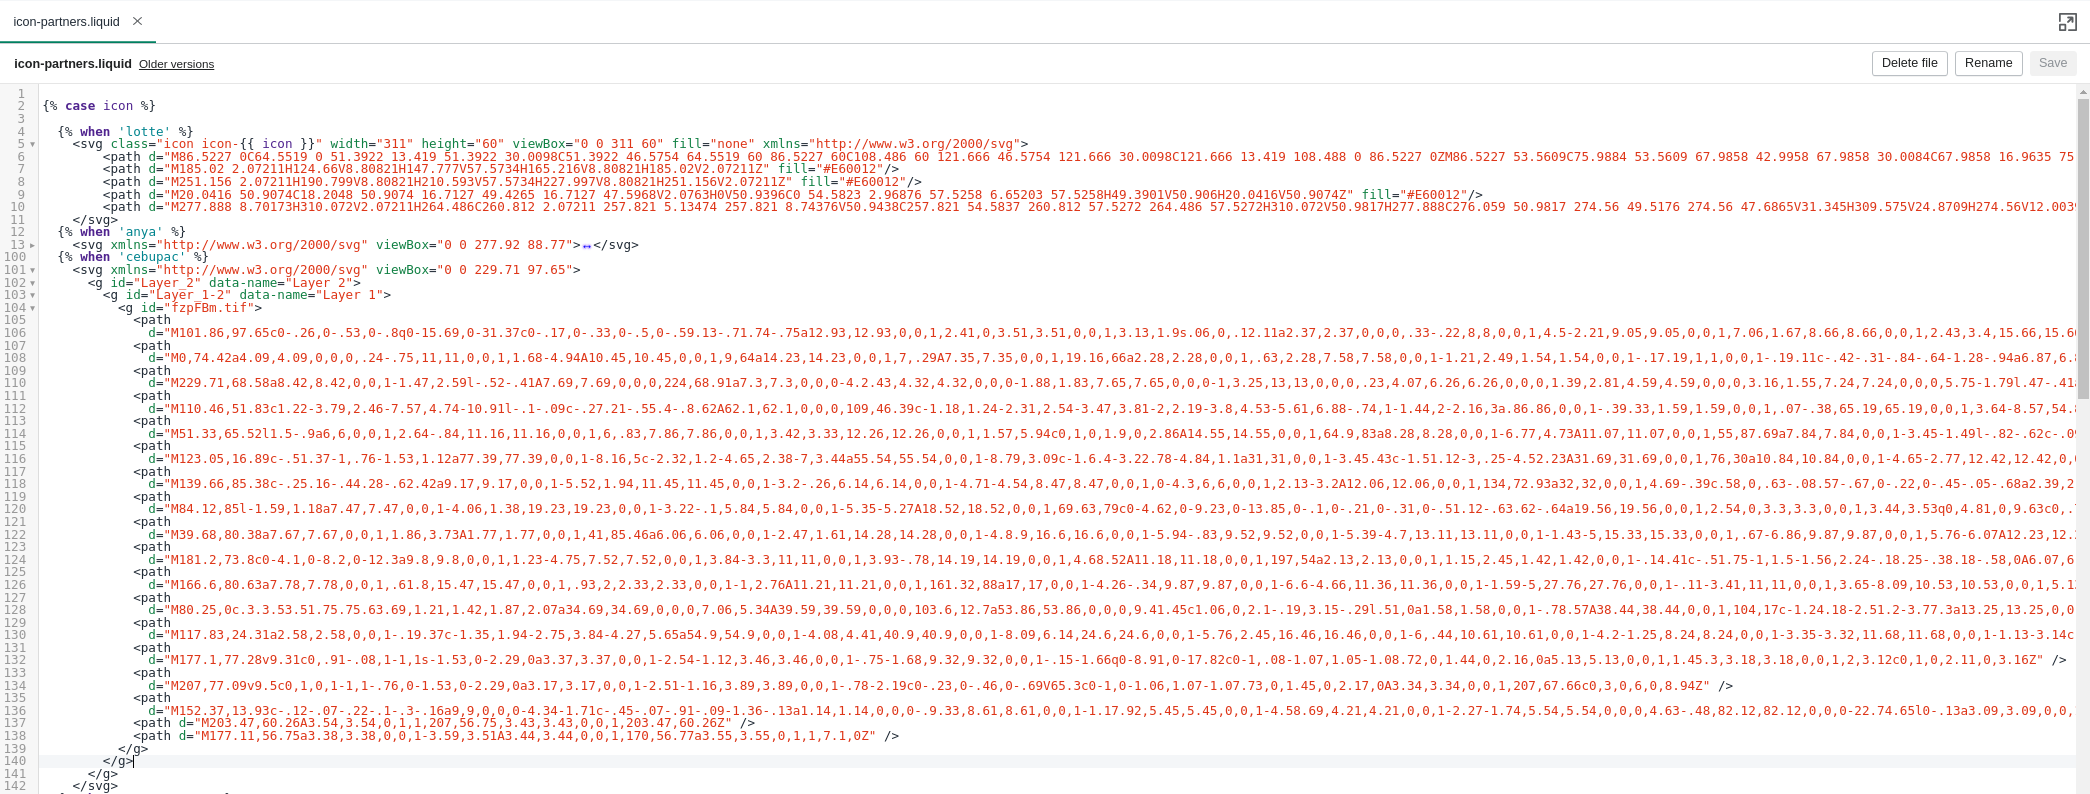 icon-partners.liquid
icon-partners.liquid Older versions Delete file Rename Save
1
2 {% case icon %}
3
4 {% when 'lotte' %}
5 <svg class="icon icon-{{ icon }}" width="311" height="60" viewBox="0 0 311 60" fill="none" xmlns="http://www.w3.org/2000/svg">
6 <path d="M86.5227 0C64.5519 0 51.3922 13.419 51.3922 30.0098C51.3922 46.5754 64.5519 60 86.5227 60C108.486 60 121.666 46.5754 121.666 30.0098C121.666 13.419 108.488 0 86.5227 0ZM86.5227 53.5609C75.9884 53.5609 67.9858 42.9958 67.9858 30.0084C67.9858 16.9635 75
7 <path d="M185.02 2.07211H124.66V8.80821H147.777V57.5734H165.216V8.80821H185.02V2.07211Z" fill="#E60012"/>
8 <path d="M251.156 2.07211H190.799V8.80821H210.593V57.5734H227.997V8.80821H251.156V2.07211Z" fill="#E60012"/>
9 <path d="M20.0416 50.9074C18.2048 50.9074 16.7127 49.4265 16.7127 47.5968V2.0763H0V50.9396C0 54.5823 2.96876 57.5258 6.65203 57.5258H49.3901V50.906H20.0416V50.9074Z" fill="#E60012"/>
10 <path d="M277.888 8.70173H310.072V2.07211H264.486C260.812 2.07211 257.821 5.13474 257.821 8.74376V50.9438C257.821 54.5837 260.812 57.5272 264.486 57.5272H310.072V50.9817H277.888C276.059 50.9817 274.56 49.5176 274.56 47.6865V31.345H309.575V24.8709H274.56V12.003
11 </svg>
12 {% when 'anya' %}
13 <svg xmlns="http://www.w3.org/2000/svg" viewBox="0 0 277.92 88.77">↔</svg>
100 {% when 'cebupac' %}
101 <svg xmlns="http://www.w3.org/2000/svg" viewBox="0 0 229.71 97.65">
102 <g id="Layer_2" data-name="Layer 2">
103 <g id="Layer_1-2" data-name="Layer 1">
104 <g id="fzpFBm.tif">
105 <path
106 d="M101.86,97.65c0-.26,0-.53,0-.8q0-15.69,0-31.37c0-.17,0-.33,0-.5,0-.59.13-.71.74-.75a12.93,12.93,0,0,1,2.41,0,3.51,3.51,0,0,1,3.13,1.9s.06,0,.12.11a2.37,2.37,0,0,0,.33-.22,8,8,0,0,1,4.5-2.21,9.05,9.05,0,0,1,7.06,1.67,8.66,8.66,0,0,1,2.43,3.4,15.66,15.6
107 <path
108 d="M0,74.42a4.09,4.09,0,0,0,.24-.75,11,11,0,0,1,1.68-4.94A10.45,10.45,0,0,1,9,64a14.23,14.23,0,0,1,7,.29A7.35,7.35,0,0,1,19.16,66a2.28,2.28,0,0,1,.63,2.28,7.58,7.58,0,0,1-1.21,2.49,1.54,1.54,0,0,1-.17.19,1,1,0,0,1-.19.11c-.42-.31-.84-.64-1.28-.94a6.87,6.
109 <path
110 d="M229.71,68.58a8.42,8.42,0,0,1-1.47,2.59l-.52-.41A7.69,7.69,0,0,0,224,68.91a7.3,7.3,0,0,0-4.2.43,4.32,4.32,0,0,0-1.88,1.83,7.65,7.65,0,0,0-1,3.25,13,13,0,0,0,.23,4.07,6.26,6.26,0,0,0,1.39,2.81,4.59,4.59,0,0,0,3.16,1.55,7.24,7.24,0,0,0,5.75-1.79l.47-.41
111 <path
112 d="M110.46,51.83c1.22-3.79,2.46-7.57,4.74-10.91l-.1-.09c-.27.21-.55.4-.8.62A62.1,62.1,0,0,0,109,46.39c-1.18,1.24-2.31,2.54-3.47,3.81-2,2.19-3.8,4.53-5.61,6.88-.74,1-1.44,2-2.16,3a.86.86,0,0,1-.39.33,1.59,1.59,0,0,1,.07-.38,65.19,65.19,0,0,1,3.64-8.57,54.
113 <path
114 d="M51.33,65.52l1.5-.9a6,6,0,0,1,2.64-.84,11.16,11.16,0,0,1,6,.83,7.86,7.86,0,0,1,3.42,3.33,12.26,12.26,0,0,1,1.57,5.94c0,1,0,1.9,0,2.86A14.55,14.55,0,0,1,64.9,83a8.28,8.28,0,0,1-6.77,4.73A11.07,11.07,0,0,1,55,87.69a7.84,7.84,0,0,1-3.45-1.49l-.82-.62c-.0
115 <path
116 d="M123.05,16.89c-.51.37-1,.76-1.53,1.12a77.39,77.39,0,0,1-8.16,5c-2.32,1.2-4.65,2.38-7,3.44a55.54,55.54,0,0,1-8.79,3.09c-1.6.4-3.22.78-4.84,1.1a31,31,0,0,1-3.45.43c-1.51.12-3,.25-4.52.23A31.69,31.69,0,0,1,76,30a10.84,10.84,0,0,1-4.65-2.77,12.42,12.42,0,
117 <path
118 d="M139.66,85.38c-.25.16-.44.28-.62.42a9.17,9.17,0,0,1-5.52,1.94,11.45,11.45,0,0,1-3.2-.26,6.14,6.14,0,0,1-4.71-4.54,8.47,8.47,0,0,1,0-4.3,6,6,0,0,1,2.13-3.2A12.06,12.06,0,0,1,134,72.93a32,32,0,0,1,4.69-.39c.58,0,.63-.08.57-.67,0-.22,0-.45-.05-.68a2.39,2
119 <path
120 d="M84.12,85l-1.59,1.18a7.47,7.47,0,0,1-4.06,1.38,19.23,19.23,0,0,1-3.22-.1,5.84,5.84,0,0,1-5.35-5.27A18.52,18.52,0,0,1,69.63,79c0-4.62,0-9.23,0-13.85,0-.1,0-.21,0-.31,0-.51.12-.63.62-.64a19.56,19.56,0,0,1,2.54,0,3.3,3.3,0,0,1,3.44,3.53q0,4.81,0,9.63c0,.
121 <path
122 d="M39.68,80.38a7.67,7.67,0,0,1,1.86,3.73A1.77,1.77,0,0,1,41,85.46a6.06,6.06,0,0,1-2.47,1.61,14.28,14.28,0,0,1-4.8.9,16.6,16.6,0,0,1-5.94-.83,9.52,9.52,0,0,1-5.39-4.7,13.11,13.11,0,0,1-1.43-5,15.33,15.33,0,0,1,.67-6.86,9.87,9.87,0,0,1,5.76-6.07A12.23,12.
123 <path
124 d="M181.2,73.8c0-4.1,0-8.2,0-12.3a9.8,9.8,0,0,1,1.23-4.75,7.52,7.52,0,0,1,3.84-3.3,11,11,0,0,1,3.93-.78,14.19,14.19,0,0,1,4.68.52A11.18,11.18,0,0,1,197,54a2.13,2.13,0,0,1,1.15,2.45,1.42,1.42,0,0,1-.14.41c-.51.75-1,1.5-1.56,2.24-.18.25-.38.18-.58,0A6.07,6
125 <path
126 d="M166.6,80.63a7.78,7.78,0,0,1,.61.8,15.47,15.47,0,0,1,.93,2,2.33,2.33,0,0,1-1,2.76A11.21,11.21,0,0,1,161.32,88a17,17,0,0,1-4.26-.34,9.87,9.87,0,0,1-6.6-4.66,11.36,11.36,0,0,1-1.59-5,27.76,27.76,0,0,1-.11-3.41,11,11,0,0,1,3.65-8.09,10.53,10.53,0,0,1,5.1
127 <path
128 d="M80.25,0c.3.3.53.51.75.75.63.69,1.21,1.42,1.87,2.07a34.69,34.69,0,0,0,7.06,5.34A39.59,39.59,0,0,0,103.6,12.7a53.86,53.86,0,0,0,9.41.45c1.06,0,2.1-.19,3.15-.29l.51,0a1.58,1.58,0,0,1-.78.57A38.44,38.44,0,0,1,104,17c-1.24.18-2.51.2-3.77.3a13.25,13.25,0,0
129 <path
130 d="M117.83,24.31a2.58,2.58,0,0,1-.19.37c-1.35,1.94-2.75,3.84-4.27,5.65a54.9,54.9,0,0,1-4.08,4.41,40.9,40.9,0,0,1-8.09,6.14,24.6,24.6,0,0,1-5.76,2.45,16.46,16.46,0,0,1-6,.44,10.61,10.61,0,0,1-4.2-1.25,8.24,8.24,0,0,1-3.35-3.32,11.68,11.68,0,0,1-1.13-3.14c
131 <path
132 d="M177.1,77.28v9.31c0,.91-.08,1-1,1s-1.53,0-2.29,0a3.37,3.37,0,0,1-2.54-1.12,3.46,3.46,0,0,1-.75-1.68,9.32,9.32,0,0,1-.15-1.66q0-8.91,0-17.82c0-1,.08-1.07,1.05-1.08.72,0,1.44,0,2.16,0a5.13,5.13,0,0,1,1.45.3,3.18,3.18,0,0,1,2,3.12c0,1,0,2.11,0,3.16Z" />
133 <path
134 d="M207,77.09v9.5c0,1,0,1-1,1-.76,0-1.53,0-2.29,0a3.17,3.17,0,0,1-2.51-1.16,3.89,3.89,0,0,1-.78-2.19c0-.23,0-.46,0-.69V65.3c0-1,0-1.06,1.07-1.07.73,0,1.45,0,2.17,0A3.34,3.34,0,0,1,207,67.66c0,3,0,6,0,8.94Z" />
135 <path
136 d="M152.37,13.93c-.12-.07-.22-.1-.3-.16a9,9,0,0,0-4.34-1.71c-.45-.07-.91-.09-1.36-.13a1.14,1.14,0,0,0-.9.33,8.61,8.61,0,0,1-1.17.92,5.45,5.45,0,0,1-4.58.69,4.21,4.21,0,0,1-2.27-1.74,5.54,5.54,0,0,0,4.63-.48,82.12,82.12,0,0,0-22.74.65l0-.13a3.09,3.09,0,0,
137 <path d="M203.47,60.26A3.54,3.54,0,1,1,207,56.75,3.43,3.43,0,0,1,203.47,60.26Z" />
138 <path d="M177.11,56.75a3.38,3.38,0,0,1-3.59,3.51A3.44,3.44,0,0,1,170,56.77a3.55,3.55,0,1,1,7.1,0Z" />
139 </g>
140 </g>
141 </g>
142 </svg>